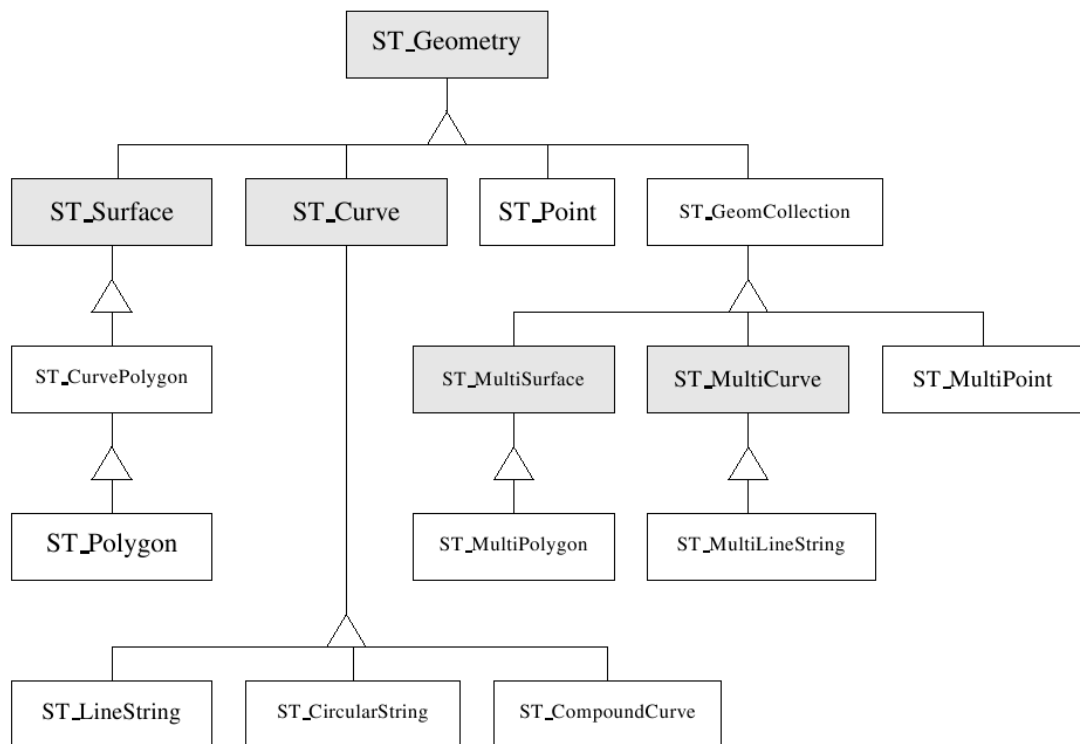 ST_Geometry
ST_Surface
ST_Curve
ST_Point
ST_GeomCollection
ST_CurvePolygon
ST_MultiSurface
ST_MultiCurve
ST_MultiPoint
ST_Polygon
ST_MultiPolygon
ST_MultiLineString
ST_LineString
ST_CircularString
ST_CompoundCurve